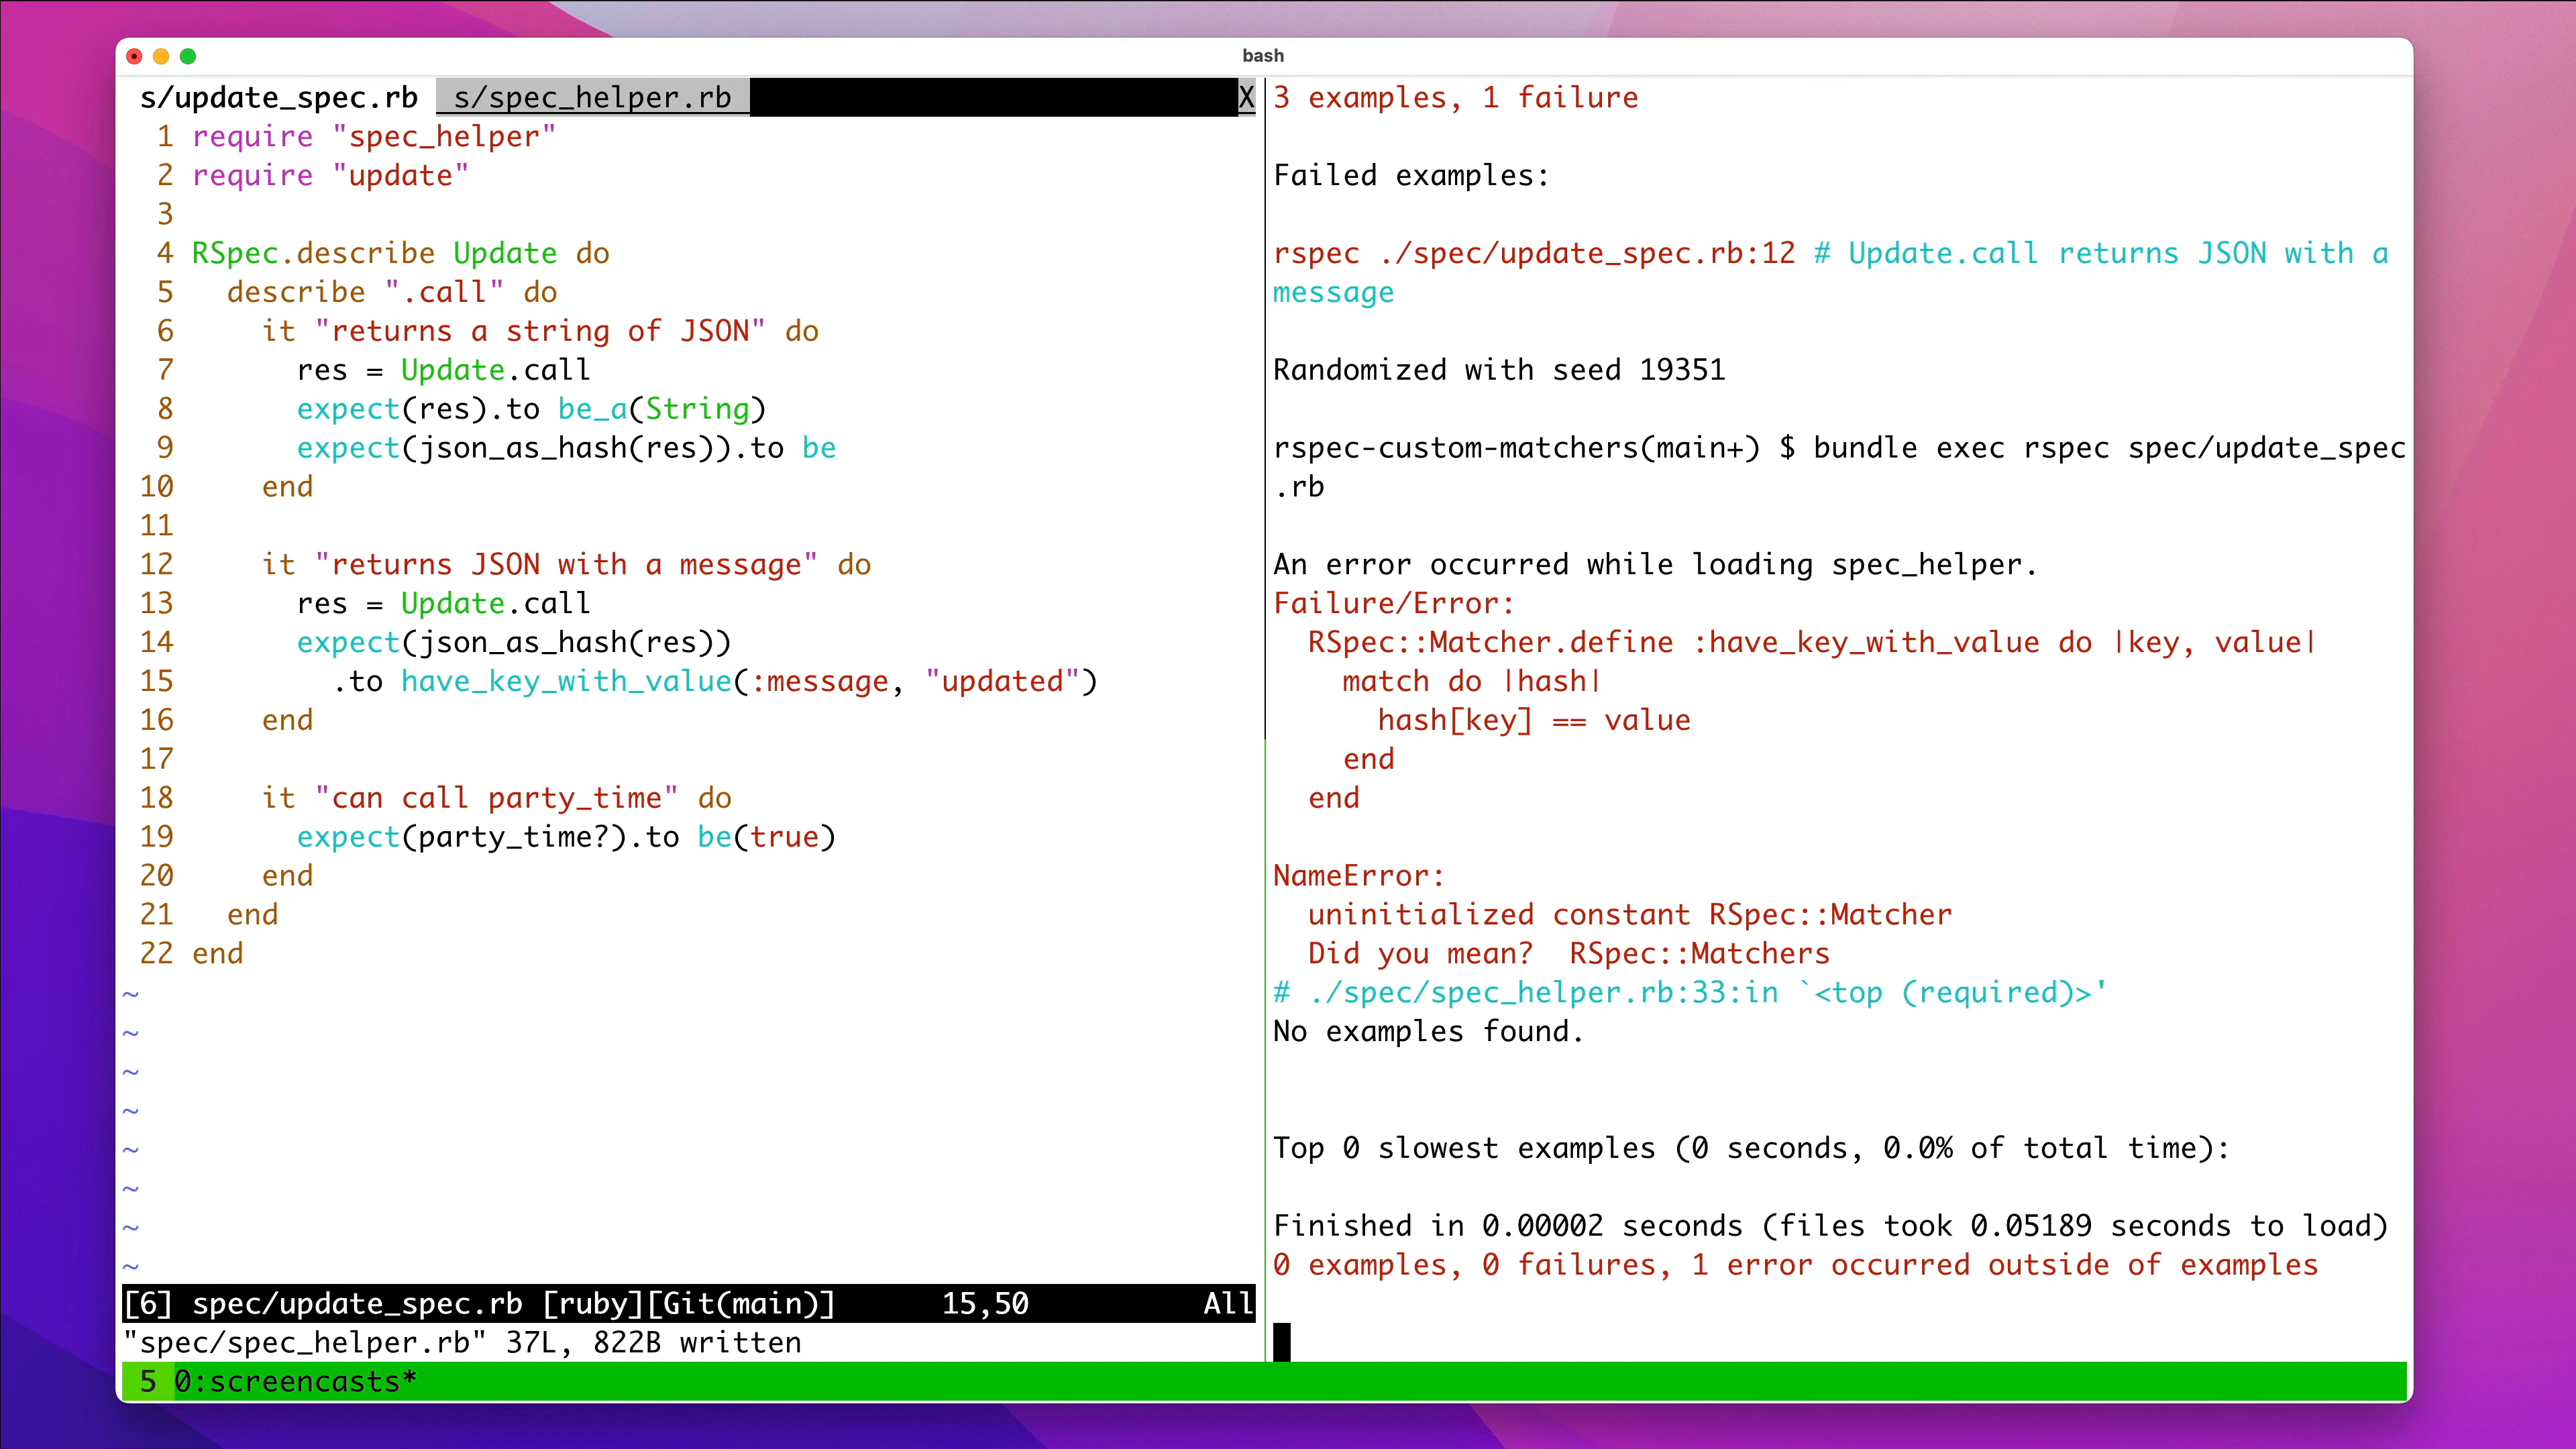 bash
s/update_spec.rb s/spec_helper.rb X
1 require "spec_helper"
2 require "update"
3
4 RSpec.describe Update do
5   describe ".call" do
6     it "returns a string of JSON" do
7       res = Update.call
8       expect(res).to be_a(String)
9       expect(json_as_hash(res)).to be
10     end
11
12     it "returns JSON with a message" do
13       res = Update.call
14       expect(json_as_hash(res))
15         .to have_key_with_value(:message, "updated")
16     end
17
18     it "can call party_time" do
19       expect(party_time?).to be(true)
20     end
21   end
22 end
~
~
~
~
~
~
~
~
[6] spec/update_spec.rb [ruby][Git(main)] 15,50 All
"spec/spec_helper.rb" 37L, 822B written
3 examples, 1 failure
Failed examples:
rspec ./spec/update_spec.rb:12 # Update.call returns JSON with a
message
Randomized with seed 19351
rspec-custom-matchers(main+) $ bundle exec rspec spec/update_spec
.rb
An error occurred while loading spec_helper.
Failure/Error:
  RSpec::Matcher.define :have_key_with_value do |key, value|
    match do |hash|
      hash[key] == value
    end
  end
NameError:
  uninitialized constant RSpec::Matcher
  Did you mean?  RSpec::Matchers
# ./spec/spec_helper.rb:33:in `<top (required)>'
No examples found.
Top 0 slowest examples (0 seconds, 0.0% of total time):
Finished in 0.00002 seconds (files took 0.05189 seconds to load)
0 examples, 0 failures, 1 error occurred outside of examples
5 0:screencasts*